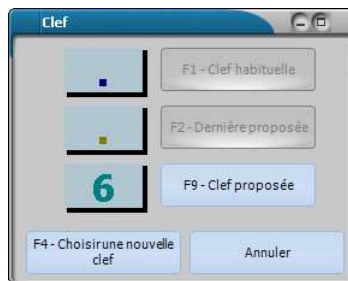 Clef
.
F1 - Clef habituelle
.
F2 - Dernière proposée
6
F9 - Clef proposée
F4 - Choisirune nouvelle
clef
Annuler